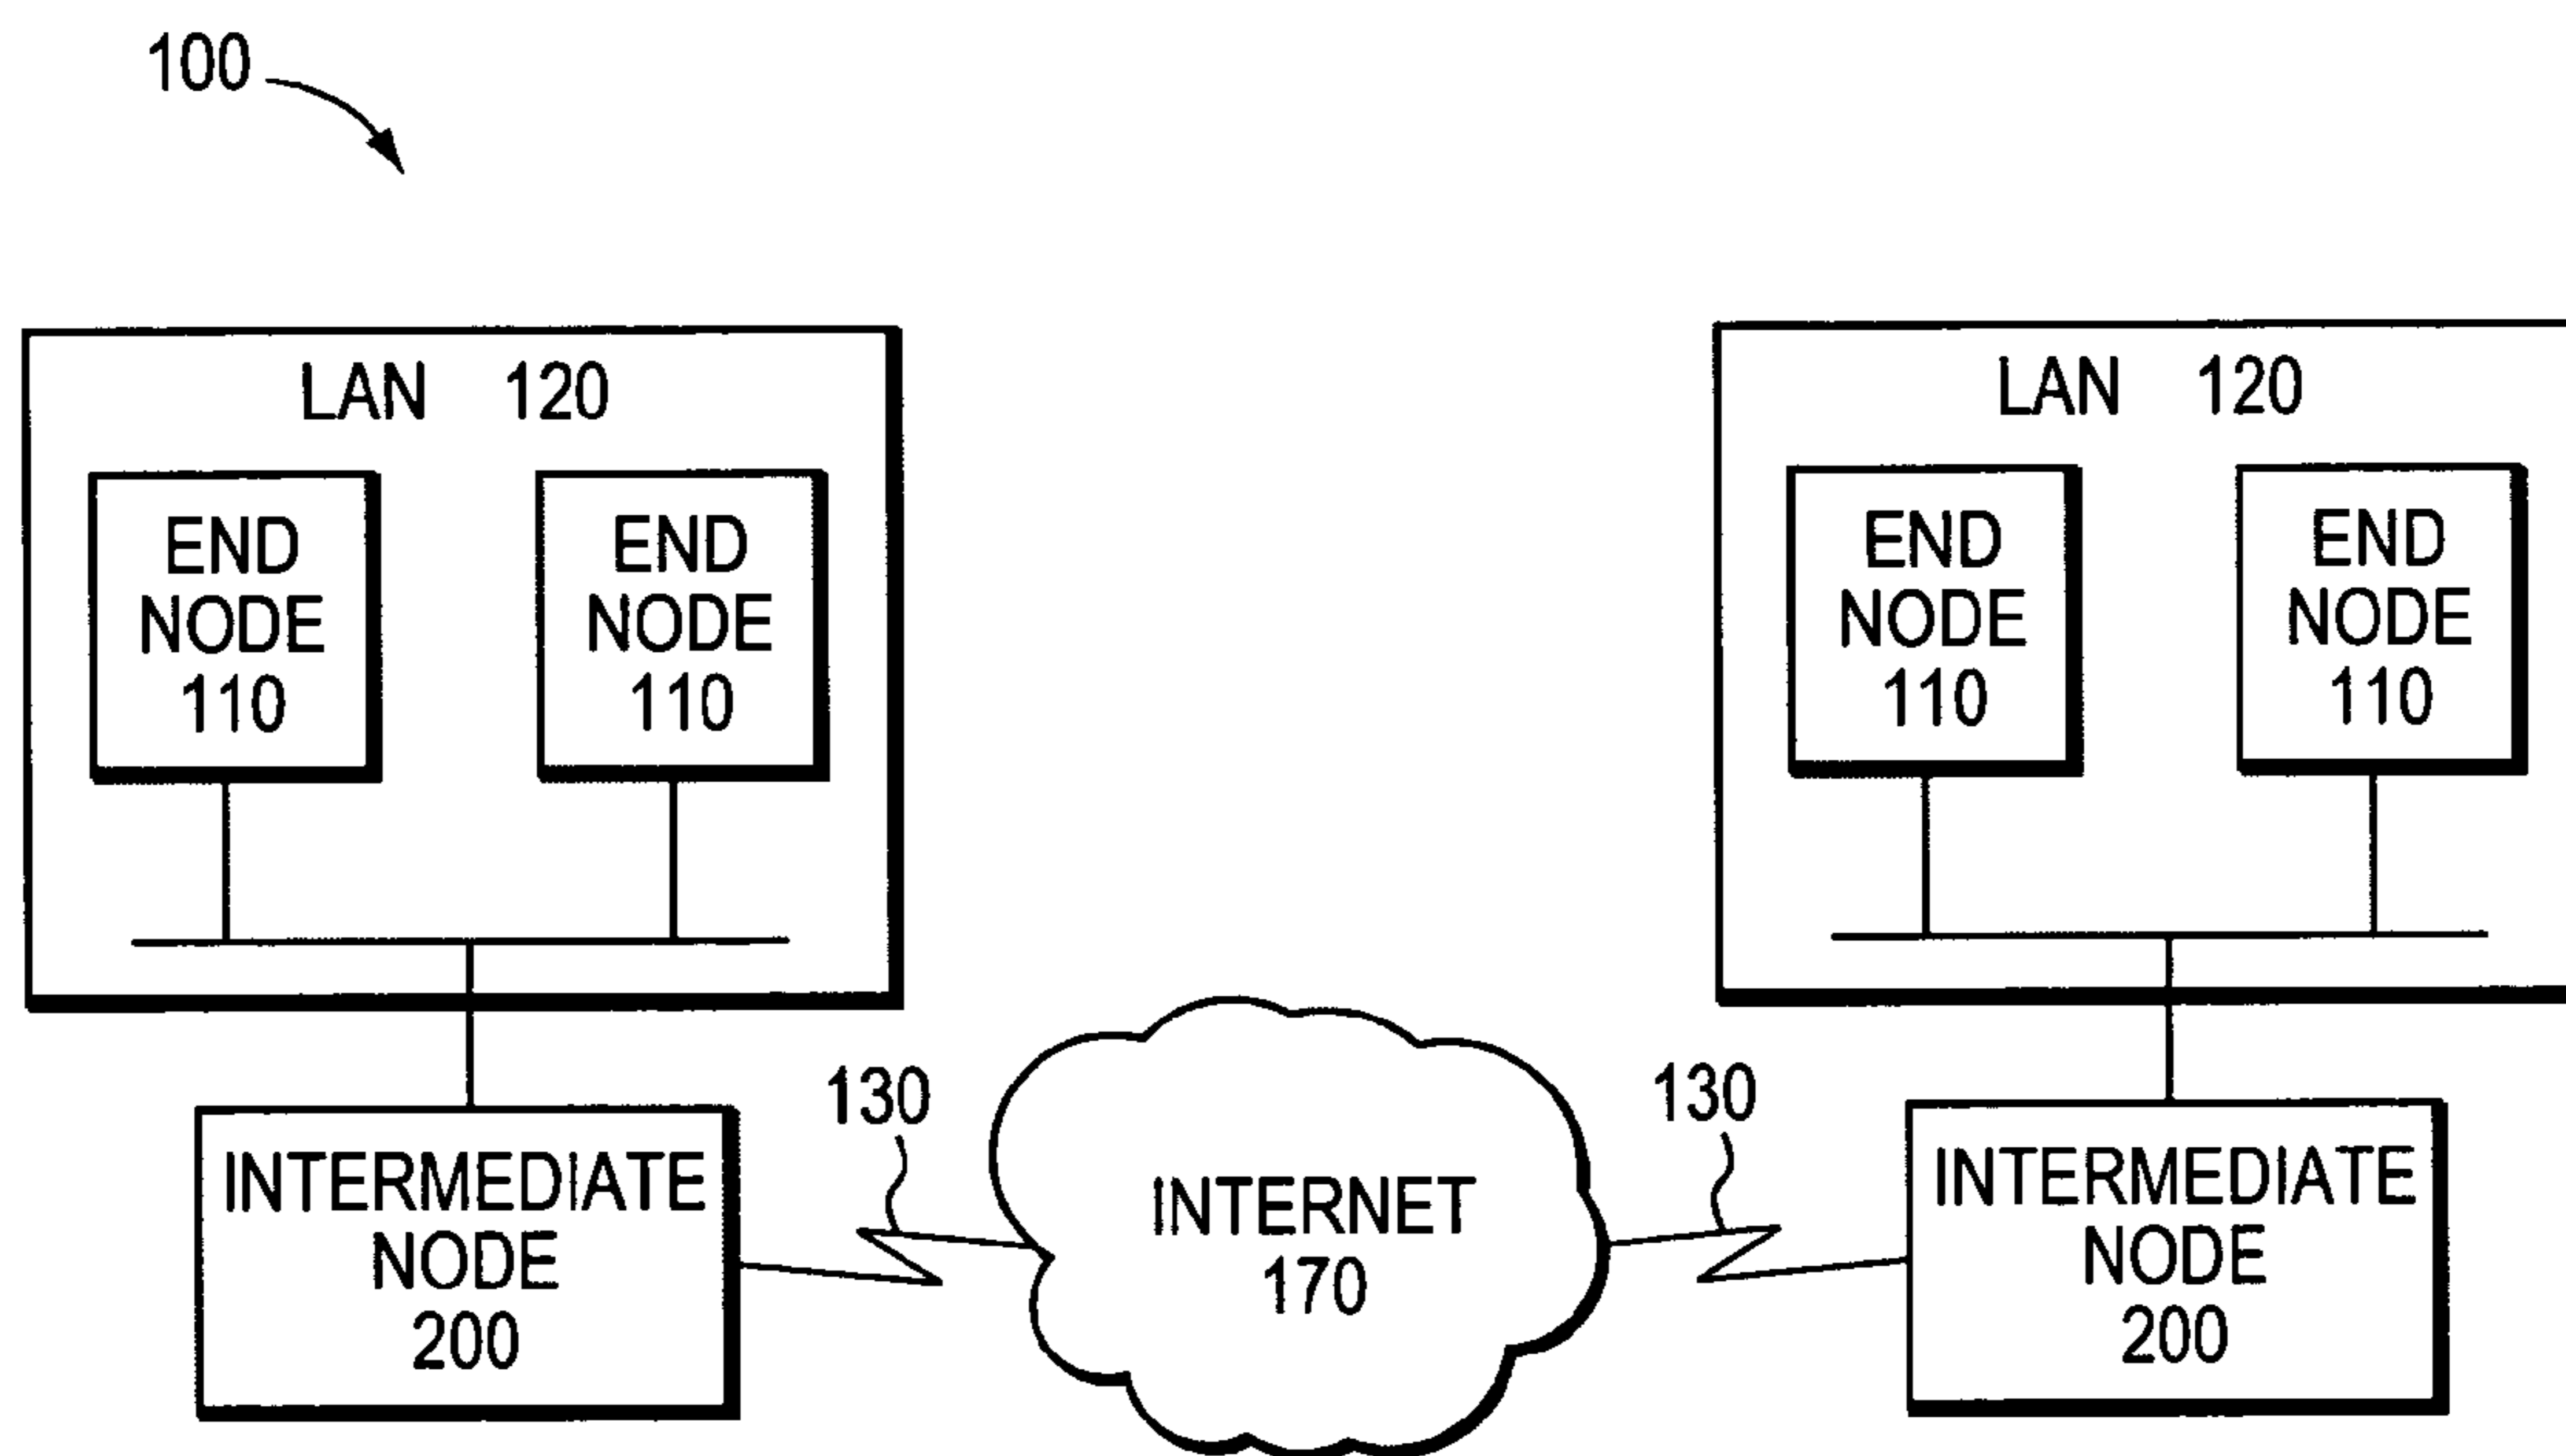 100
LAN 120
END
NODE
110
END
NODE
110
LAN 120
END
NODE
110
END
NODE
110
130
130
INTERMEDIATE
NODE
200
INTERNET
170
INTERMEDIATE
NODE
200